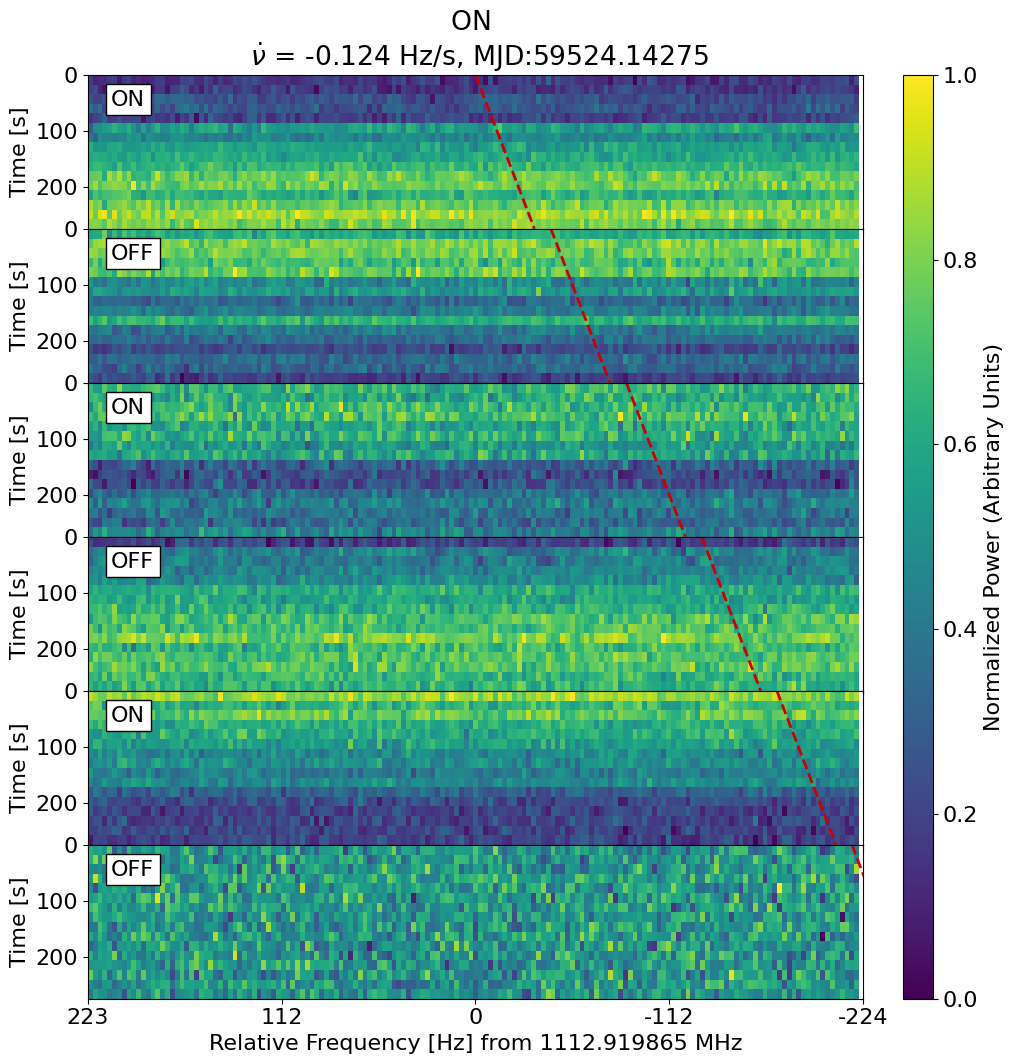 ON
ν̇ = -0.124 Hz/s, MJD:59524.14275
ON
0
100
200
Time [s]
OFF
0
100
200
Time [s]
ON
0
100
200
Time [s]
OFF
0
100
200
Time [s]
ON
0
100
200
Time [s]
OFF
0
100
200
Time [s]
223 112 0 -112 -224
Relative Frequency [Hz] from 1112.919865 MHz
1.0
0.8
0.6
0.4
0.2
0.0
Normalized Power (Arbitrary Units)